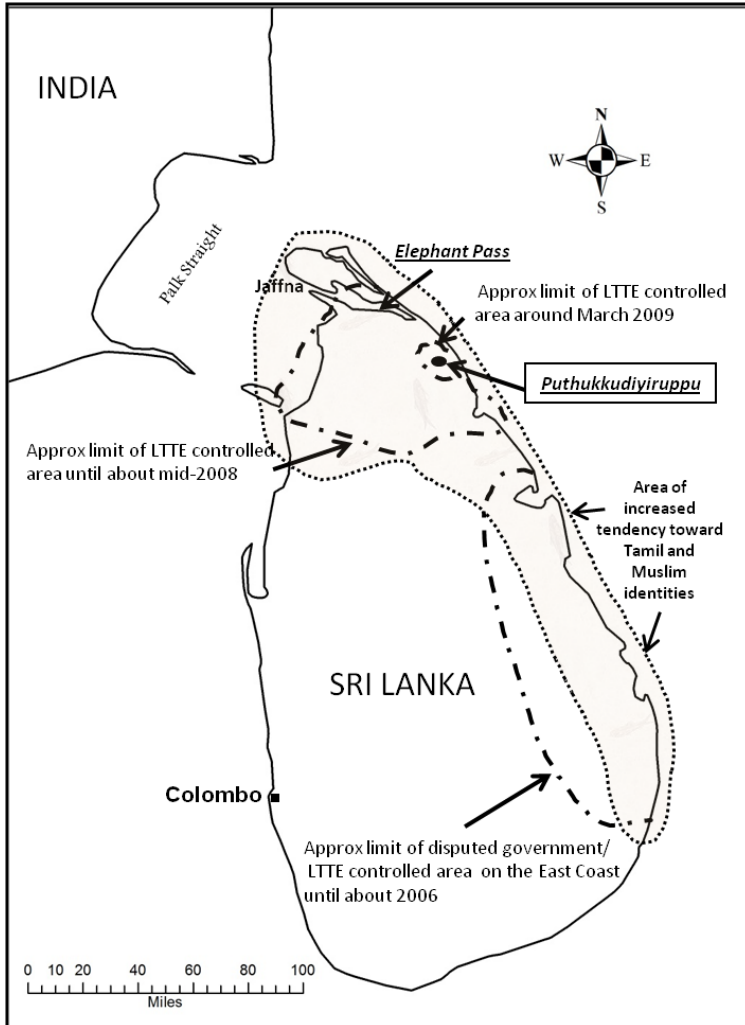 INDIA
N
W
E
S
Palk Straight
Elephant Pass
Jaffna
Approx limit of LTTE controlled
area around March 2009
Puthukkudiyiruppu
Approx limit of LTTE controlled
area until about mid-2008
Area of
increased
tendency toward
Tamil and
Muslim
identities
SRI LANKA
Colombo
Approx limit of disputed government/
LTTE controlled area on the East Coast
until about 2006
0 10 20 40 60 80 100
Miles